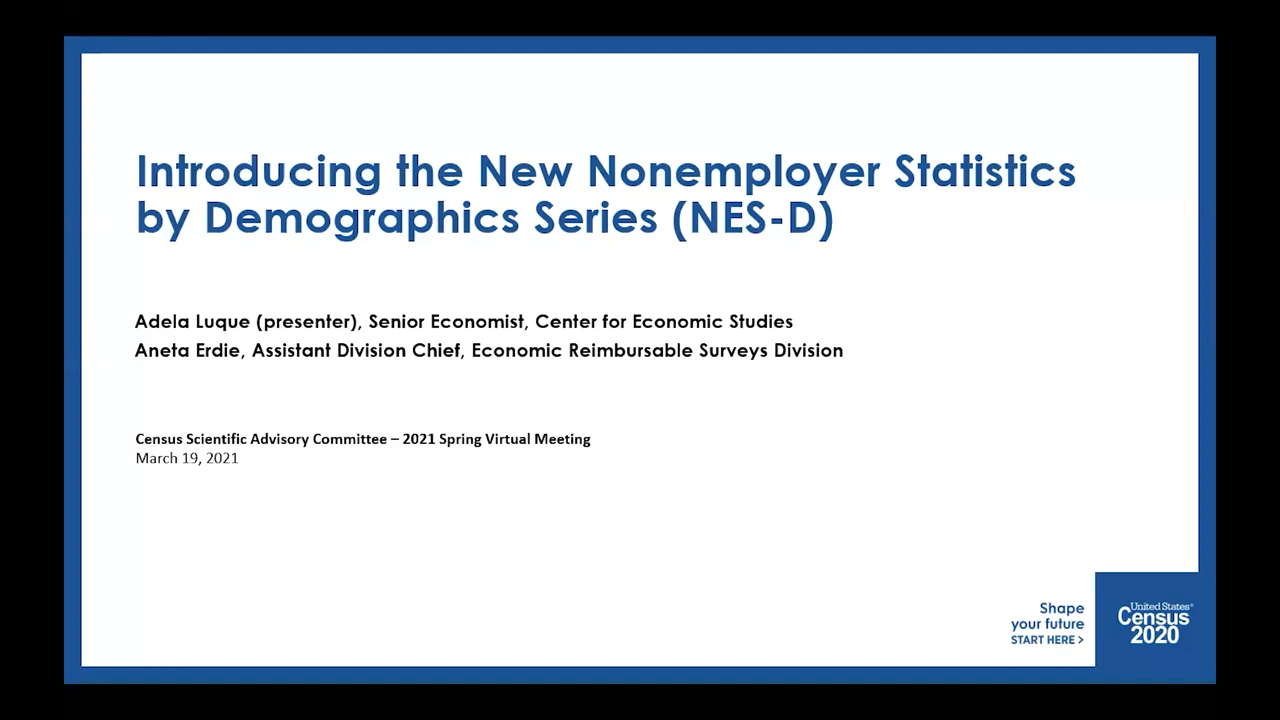 Introducing the New Nonemployer Statistics
by Demographics Series (NES-D)
Adela Luque (presenter), Senior Economist, Center for Economic Studies
Aneta Erdie, Assistant Division Chief, Economic Reimbursable Surveys Division
Census Scientific Advisory Committee – 2021 Spring Virtual Meeting
March 19, 2021
Shape
your future
START HERE >
United States®
Census
2020